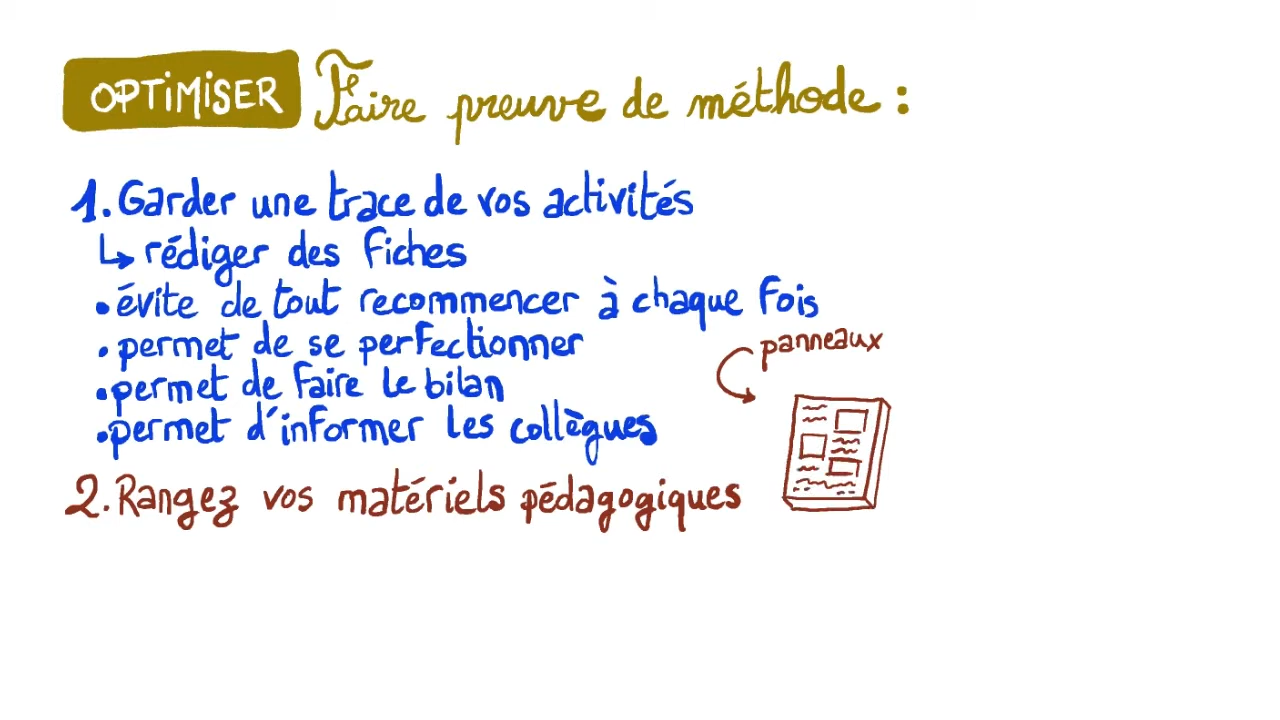 OPTIMISER Faire preuve de méthode :
1. Garder une trace de vos activités
↳ rédiger des fiches
• évite de tout recommencer à chaque fois
• permet de se perfectionner
panneaux
• permet de faire le bilan
• permet d'informer les collègues
2. Rangez vos matériels pédagogiques